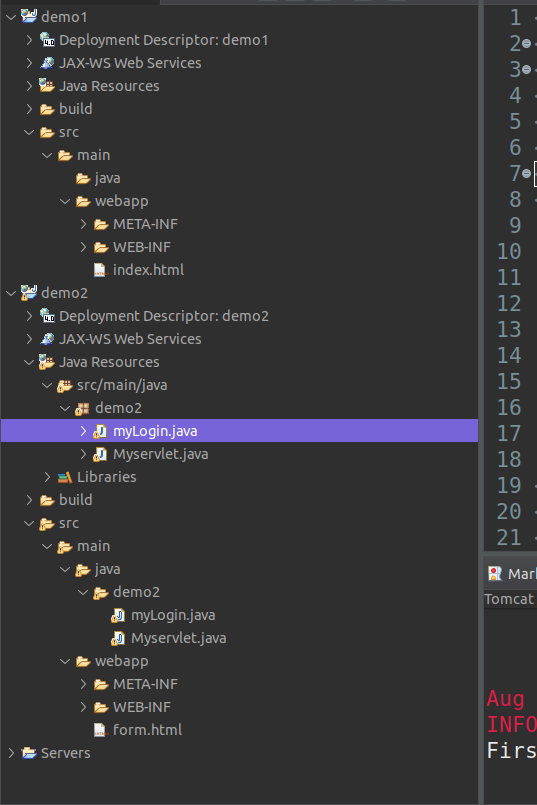 demo1
Deployment Descriptor: demo1
JAX-WS Web Services
Java Resources
build
src
main
java
webapp
META-INF
WEB-INF
index.html
demo2
Deployment Descriptor: demo2
JAX-WS Web Services
Java Resources
src/main/java
demo2
myLogin.java
Myservlet.java
Libraries
build
src
main
java
demo2
myLogin.java
Myservlet.java
webapp
META-INF
WEB-INF
form.html
Servers
1
2
3
4
5
6
7
8
9
10
11
12
13
14
15
16
17
18
19
20
21
Mark
Tomcat
Aug
INFO
Firs